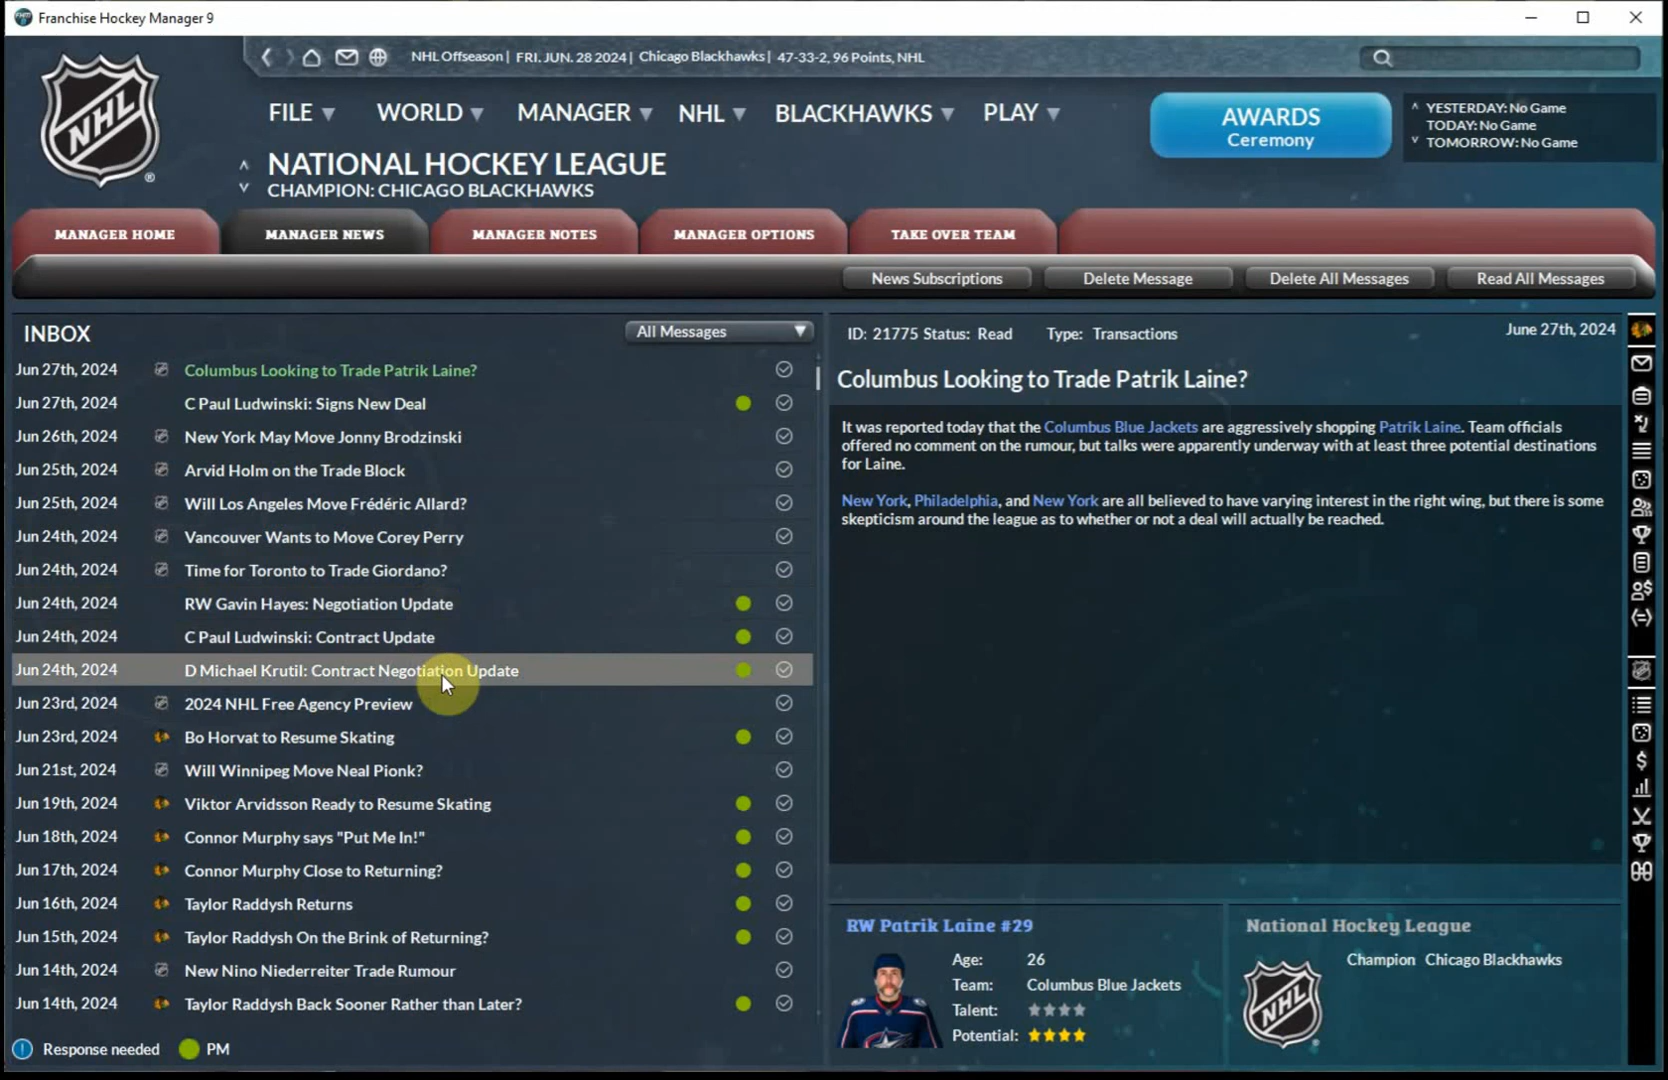 Franchise Hockey Manager 9
NHL Offseason | FRI. JUN. 28 2024 | Chicago Blackhawks | 47-33-2, 96 Points, NHL
FILE WORLD MANAGER NHL BLACKHAWKS PLAY
AWARDS
Ceremony
YESTERDAY: No Game
TODAY: No Game
TOMORROW: No Game
NHL
NATIONAL HOCKEY LEAGUE
CHAMPION: CHICAGO BLACKHAWKS
MANAGER HOME MANAGER NEWS MANAGER NOTES MANAGER OPTIONS TAKE OVER TEAM
News Subscriptions Delete Message Delete All Messages Read All Messages
INBOX All Messages
Jun 27th, 2024 Columbus Looking to Trade Patrik Laine?
Jun 27th, 2024 C Paul Ludwinski: Signs New Deal
Jun 26th, 2024 New York May Move Jonny Brodzinski
Jun 25th, 2024 Arvid Holm on the Trade Block
Jun 25th, 2024 Will Los Angeles Move Frédéric Allard?
Jun 24th, 2024 Vancouver Wants to Move Corey Perry
Jun 24th, 2024 Time for Toronto to Trade Giordano?
Jun 24th, 2024 RW Gavin Hayes: Negotiation Update
Jun 24th, 2024 C Paul Ludwinski: Contract Update
Jun 24th, 2024 D Michael Krutil: Contract Negotiation Update
Jun 23rd, 2024 2024 NHL Free Agency Preview
Jun 23rd, 2024 Bo Horvat to Resume Skating
Jun 21st, 2024 Will Winnipeg Move Neal Pionk?
Jun 19th, 2024 Viktor Arvidsson Ready to Resume Skating
Jun 18th, 2024 Connor Murphy says "Put Me In!"
Jun 17th, 2024 Connor Murphy Close to Returning?
Jun 16th, 2024 Taylor Raddysh Returns
Jun 15th, 2024 Taylor Raddysh On the Brink of Returning?
Jun 14th, 2024 New Nino Niederreiter Trade Rumour
Jun 14th, 2024 Taylor Raddysh Back Sooner Rather than Later?
Response needed PM
ID: 21775 Status: Read Type: Transactions June 27th, 2024
Columbus Looking to Trade Patrik Laine?
It was reported today that the Columbus Blue Jackets are aggressively shopping Patrik Laine. Team officials
offered no comment on the rumour, but talks were apparently underway with at least three potential destinations
for Laine.
New York, Philadelphia, and New York are all believed to have varying interest in the right wing, but there is some
skepticism around the league as to whether or not a deal will actually be reached.
RW Patrik Laine #29
Age: 26
Team: Columbus Blue Jackets
Talent:
Potential:
National Hockey League
Champion Chicago Blackhawks
NHL